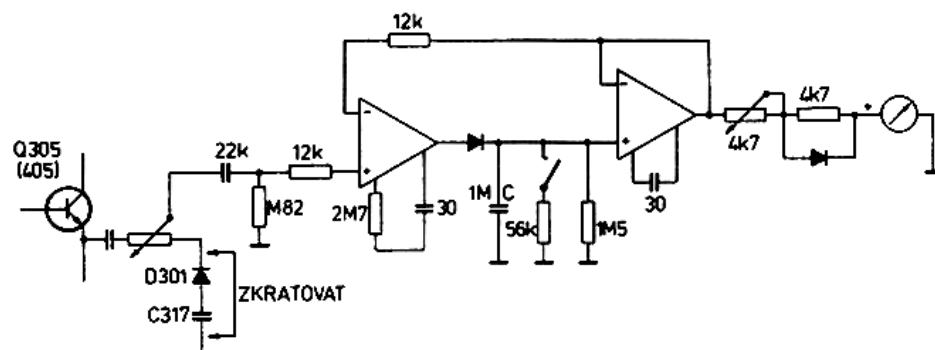 12k
Q305
(405)
22k
12k
M82
2M7
30
1M C
56k
1M5
30
4k7
4k7
+
D301
C317
ZKRATOVAT